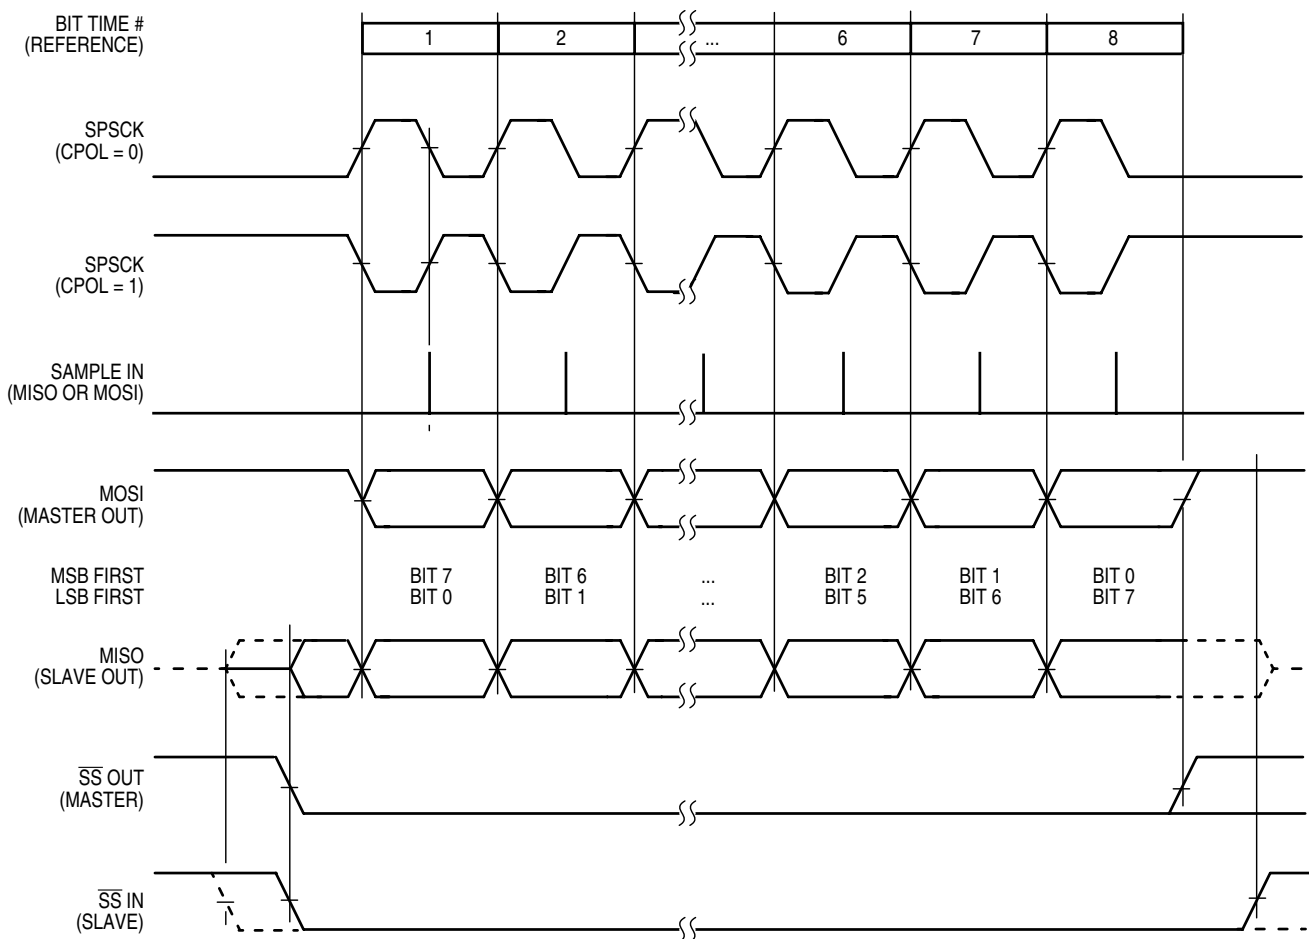 BIT TIME #
(REFERENCE)
1 2 ... 6 7 8
SPSCK
(CPOL = 0)
SPSCK
(CPOL = 1)
SAMPLE IN
(MISO OR MOSI)
MOSI
(MASTER OUT)
MSB FIRST BIT 7 BIT 6 ... BIT 2 BIT 1 BIT 0
LSB FIRST BIT 0 BIT 1 ... BIT 5 BIT 6 BIT 7
MISO
(SLAVE OUT)
S̅S̅ OUT
(MASTER)
S̅S̅ IN
(SLAVE)